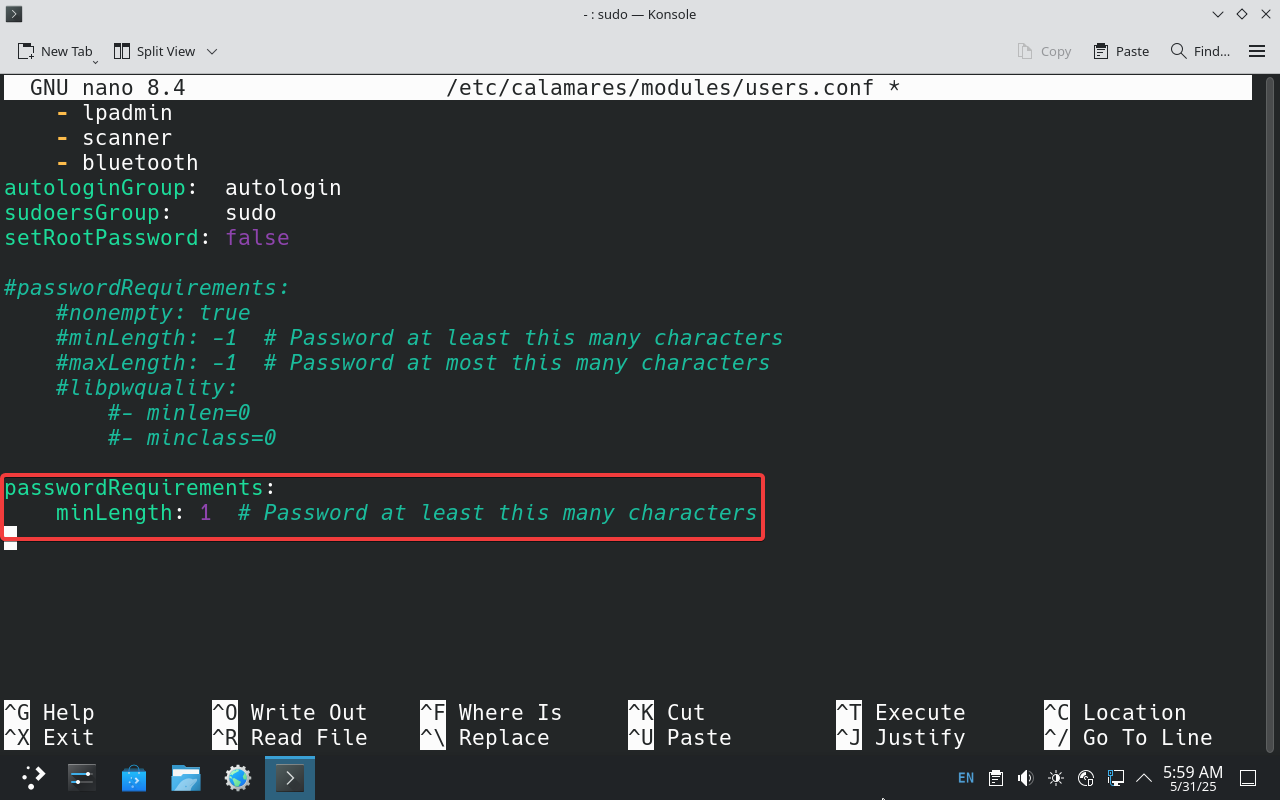 - : sudo — Konsole
New Tab Split View Copy Paste Find...
GNU nano 8.4 /etc/calamares/modules/users.conf *
- lpadmin
- scanner
- bluetooth
autologinGroup: autologin
sudoersGroup: sudo
setRootPassword: false
#passwordRequirements:
#nonempty: true
#minLength: -1 # Password at least this many characters
#maxLength: -1 # Password at most this many characters
#libpwquality:
#- minlen=0
#- minclass=0
passwordRequirements:
minLength: 1 # Password at least this many characters
^G Help ^O Write Out ^F Where Is ^K Cut ^T Execute ^C Location
^X Exit ^R Read File ^\ Replace ^U Paste ^J Justify ^/ Go To Line
EN 5:59 AM
5/31/25